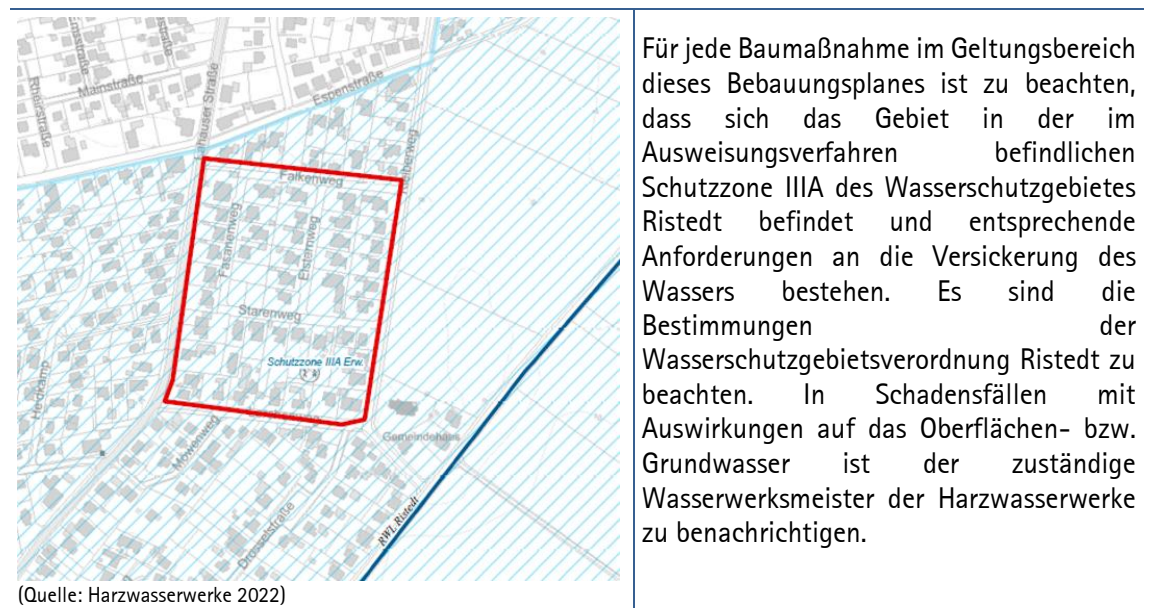 Mainstraße
Rheinstraße
Espenstraße
Falkenweg
Fasanenweg
Elsternweg
Starenweg
Schutzzone IIIA Erw.
Heidkamp
Möwenweg
Gemeindehaus
Drosselstraße
RWL Ristedt
(Quelle: Harzwasserwerke 2022)
Für jede Baumaßnahme im Geltungsbereich
dieses Bebauungsplanes ist zu beachten,
dass sich das Gebiet in der im
Ausweisungsverfahren befindlichen
Schutzzone IIIA des Wasserschutzgebietes
Ristedt befindet und entsprechende
Anforderungen an die Versickerung des
Wassers bestehen. Es sind die
Bestimmungen der
Wasserschutzgebietsverordnung Ristedt zu
beachten. In Schadensfällen mit
Auswirkungen auf das Oberflächen- bzw.
Grundwasser ist der zuständige
Wasserwerksmeister der Harzwasserwerke
zu benachrichtigen.